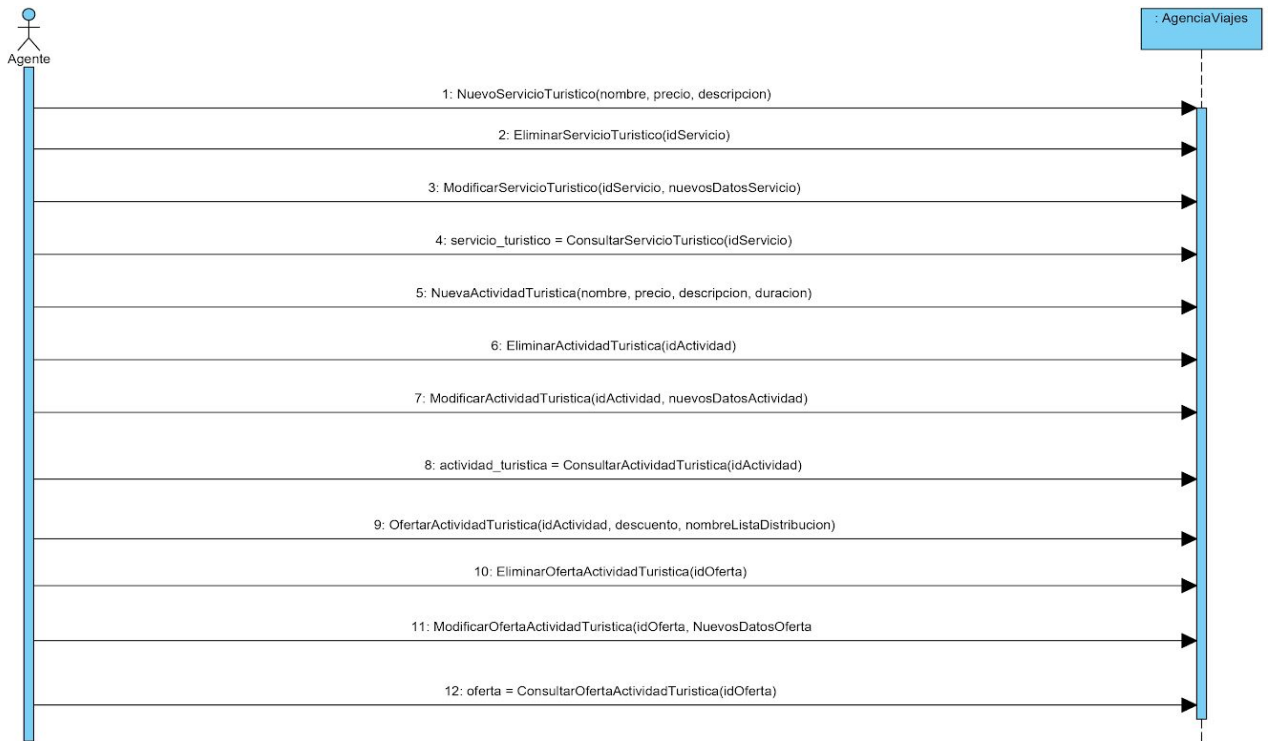 Agente
: AgenciaViajes
1: NuevoServicioTuristico(nombre, precio, descripcion)
2: EliminarServicioTuristico(idServicio)
3: ModificarServicioTuristico(idServicio, nuevosDatosServicio)
4: servicio_turistico = ConsultarServicioTuristico(idServicio)
5: NuevaActividadTuristica(nombre, precio, descripcion, duracion)
6: EliminarActividadTuristica(idActividad)
7: ModificarActividadTuristica(idActividad, nuevosDatosActividad)
8: actividad_turistica = ConsultarActividadTuristica(idActividad)
9: OfertarActividadTuristica(idActividad, descuento, nombreListaDistribucion)
10: EliminarOfertaActividadTuristica(idOferta)
11: ModificarOfertaActividadTuristica(idOferta, NuevosDatosOferta
12: oferta = ConsultarOfertaActividadTuristica(idOferta)